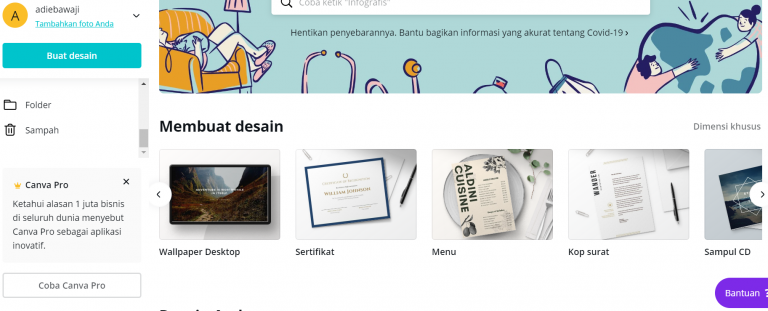 A
adiebawaji
Tambahkan foto Anda
Buat desain
Folder
Sampah
Canva Pro
Ketahui alasan 1 juta bisnis
di seluruh dunia menyebut
Canva Pro sebagai aplikasi
inovatif.
Coba Canva Pro
Coba ketik "Infografis"
Hentikan penyebarannya. Bantu bagikan informasi yang akurat tentang Covid-19 ›
Membuat desain
Dimensi khusus
WILLIAM JOHNSON
ALDINI
CUISINE
WANDER
Wallpaper Desktop
Sertifikat
Menu
Kop surat
Sampul CD
Bantuan